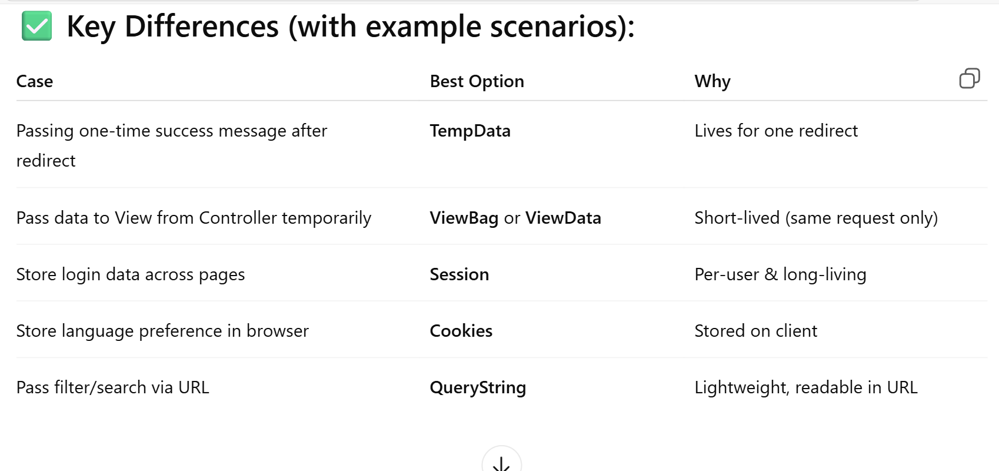 ✅ Key Differences (with example scenarios):
Case Best Option Why
Passing one-time success message after TempData Lives for one redirect
redirect
Pass data to View from Controller temporarily ViewBag or ViewData Short-lived (same request only)
Store login data across pages Session Per-user & long-living
Store language preference in browser Cookies Stored on client
Pass filter/search via URL QueryString Lightweight, readable in URL